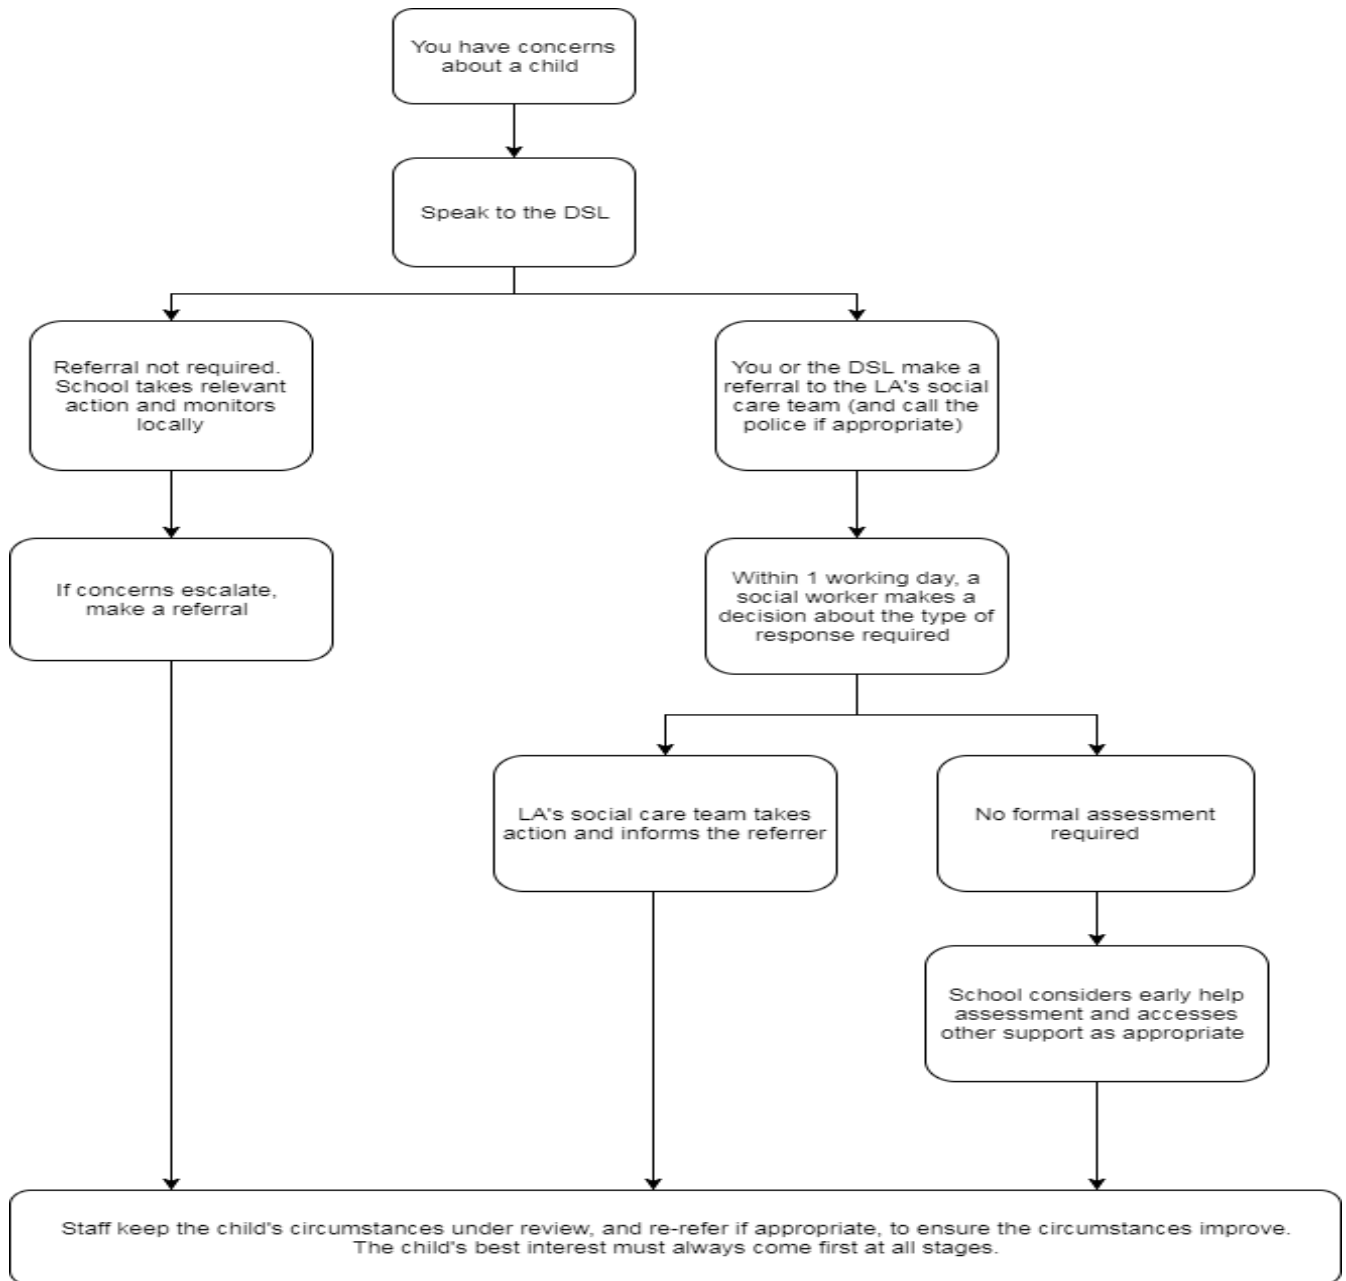 You have concerns
about a child
Speak to the DSL
Referral not required.
School takes relevant
action and monitors
locally
You or the DSL make a
referral to the LA's social
care team (and call the
police if appropriate)
If concerns escalate,
make a referral
Within 1 working day, a
social worker makes a
decision about the type of
response required
LA's social care team takes
action and informs the referrer
No formal assessment
required
School considers early help
assessment and accesses
other support as appropriate
Staff keep the child's circumstances under review, and re-refer if appropriate, to ensure the circumstances improve.
The child's best interest must always come first at all stages.